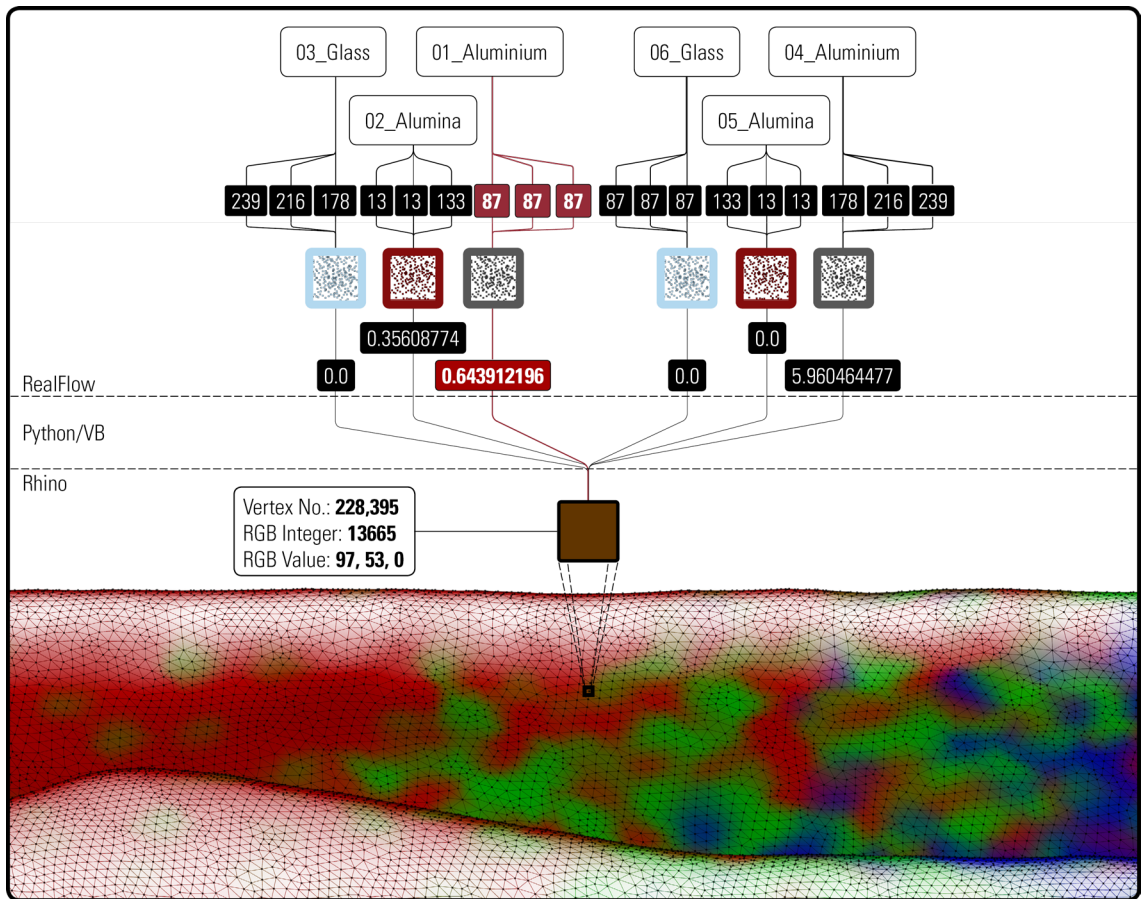 03_Glass
01_Aluminium
06_Glass
04_Aluminium
02_Alumina
05_Alumina
239 216 178 13 13 133 87 87 87 87 87 87 133 13 13 178 216 239
0.35608774
0.0
0.0
0.643912196
0.0
5.960464477
RealFlow
Python/VB
Rhino
Vertex No.: 228,395
RGB Integer: 13665
RGB Value: 97, 53, 0